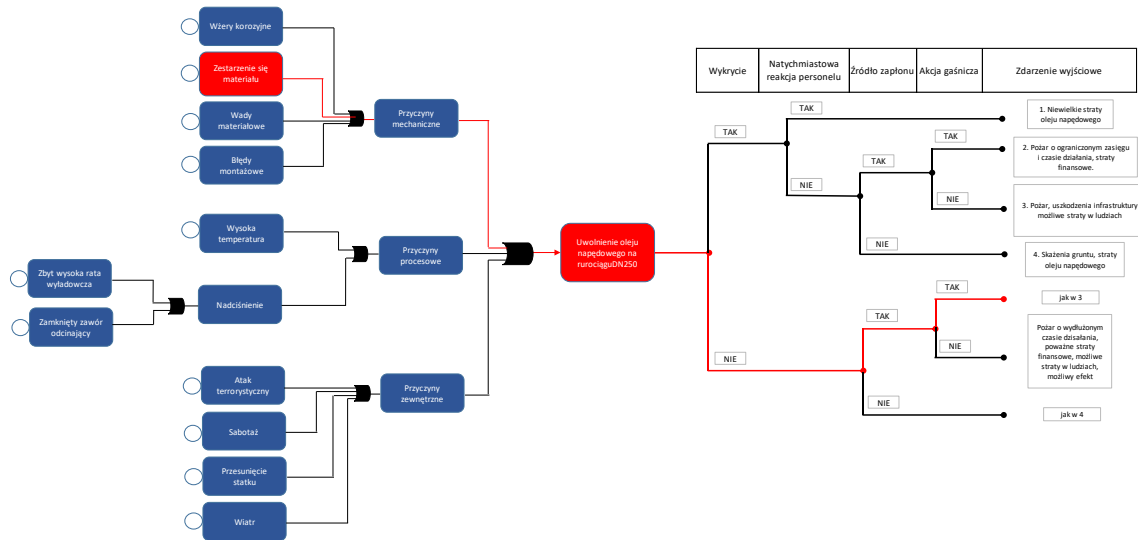 Wżery korozyjne
Zestarzenie się
materiału
Wady
materiałowe
Błędy
montażowe
Przyczyny
mechaniczne
Wysoka
temperatura
Zbyt wysoka rata
wyładowcza
Zamknięty zawór
odcinający
Nadciśnienie
Przyczyny
procesowe
Atak
terrorystyczny
Sabotaż
Przesunięcie
statku
Wiatr
Przyczyny
zewnętrzne
Uwolnienie oleju
napędowego na
rurociąguDN250
Wykrycie
Natychmiastowa
reakcja personelu
Źródło zapłonu
Akcja gaśnicza
Zdarzenie wyjściowe
TAK
TAK
NIE
TAK
NIE
TAK
NIE
NIE
TAK
NIE
TAK
NIE
1. Niewielkie straty
oleju napędowego
2. Pożar o ograniczonym zasięgu
i czasie działania, straty
finansowe.
3. Pożar, uszkodzenia infrastruktury
możliwe straty w ludziach
4. Skażenia gruntu, straty
oleju napędowego
jak w 3
Pożar o wydłużonym
czasie dzisałania,
poważne straty
finansowe, możliwe
straty w ludziach,
możliwy efekt
jak w 4